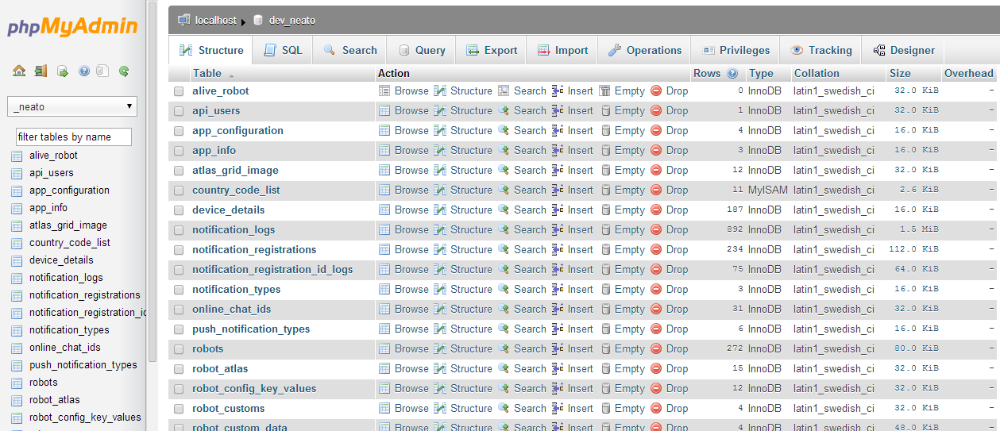 phpMyAdmin
_neato
filter tables by name
alive_robot
api_users
app_configuration
app_info
atlas_grid_image
country_code_list
device_details
notification_logs
notification_registrations
notification_registration_id
notification_types
online_chat_ids
push_notification_types
robots
robot_atlas
robot_config_key_values
localhost dev_neato
Structure SQL Search Query Export Import Operations Privileges Tracking Designer
Table Action Rows Type Collation Size Overhead
alive_robot Browse Structure Search Insert Empty Drop 0 InnoDB latin1_swedish_ci 32.0 KiB –
api_users Browse Structure Search Insert Empty Drop 1 InnoDB latin1_swedish_ci 32.0 KiB –
app_configuration Browse Structure Search Insert Empty Drop 4 InnoDB latin1_swedish_ci 16.0 KiB –
app_info Browse Structure Search Insert Empty Drop 3 InnoDB latin1_swedish_ci 16.0 KiB –
atlas_grid_image Browse Structure Search Insert Empty Drop 12 InnoDB latin1_swedish_ci 32.0 KiB –
country_code_list Browse Structure Search Insert Empty Drop 11 MyISAM latin1_swedish_ci 2.6 KiB –
device_details Browse Structure Search Insert Empty Drop 187 InnoDB latin1_swedish_ci 16.0 KiB –
notification_logs Browse Structure Search Insert Empty Drop 892 InnoDB latin1_swedish_ci 1.5 MiB –
notification_registrations Browse Structure Search Insert Empty Drop 234 InnoDB latin1_swedish_ci 112.0 KiB –
notification_registration_id_logs Browse Structure Search Insert Empty Drop 75 InnoDB latin1_swedish_ci 64.0 KiB –
notification_types Browse Structure Search Insert Empty Drop 3 InnoDB latin1_swedish_ci 16.0 KiB –
online_chat_ids Browse Structure Search Insert Empty Drop 31 InnoDB latin1_swedish_ci 32.0 KiB –
push_notification_types Browse Structure Search Insert Empty Drop 6 InnoDB latin1_swedish_ci 16.0 KiB –
robots Browse Structure Search Insert Empty Drop 272 InnoDB latin1_swedish_ci 80.0 KiB –
robot_atlas Browse Structure Search Insert Empty Drop 15 InnoDB latin1_swedish_ci 32.0 KiB –
robot_config_key_values Browse Structure Search Insert Empty Drop 12 InnoDB latin1_swedish_ci 32.0 KiB –
robot_customs Browse Structure Search Insert Empty Drop 4 InnoDB latin1_swedish_ci 32.0 KiB –
robot_custom_data Browse Structure Search Insert Empty Drop 4 InnoDB latin1_swedish_ci 48.0 KiB –